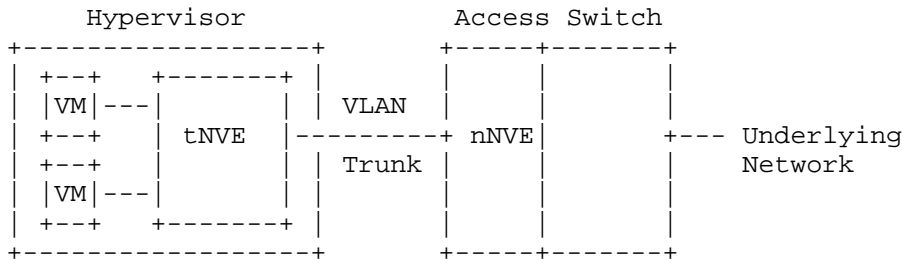 Hypervisor Access Switch
VM VLAN
tNVE nNVE Underlying
Trunk Network
VM